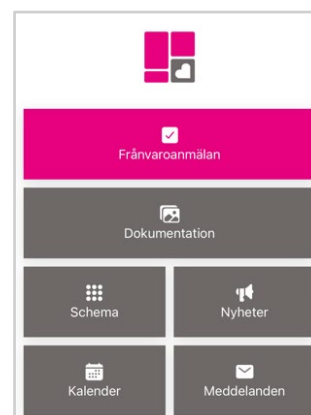 Frånvaroanmälan
Dokumentation
Schema
Nyheter
Kalender
Meddelanden